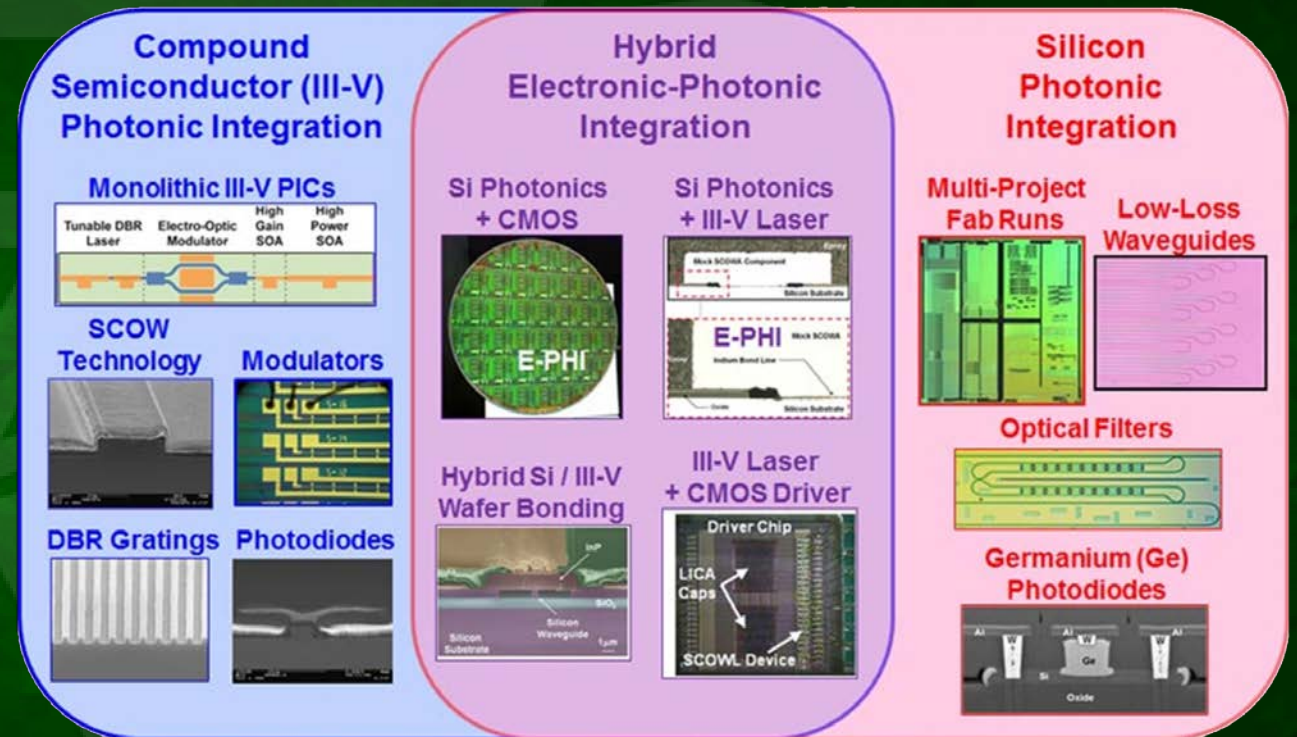 Compound
Semiconductor (III-V)
Photonic Integration
Monolithic III-V PICs
Tunable DBR
Laser
Electro-Optic
Modulator
High
Gain
SOA
High
Power
SOA
SCOW
Technology
Modulators
DBR Gratings
Photodiodes
Hybrid
Electronic-Photonic
Integration
Si Photonics
+ CMOS
E-PHI
Si Photonics
+ III-V Laser
Epoxy
Mock SCOWA Component
Silicon Substrate
E-PHI
Mock SCOWA
Indium Bond Line
Oxide
Silicon Substrate
Hybrid Si / III-V
Wafer Bonding
InP
SiO₂
Silicon
Waveguide
Silicon
Substrate
1μm
III-V Laser
+ CMOS Driver
Driver Chip
LICA
Caps
SCOWL Device
Silicon
Photonic
Integration
Multi-Project
Fab Runs
Low-Loss
Waveguides
Optical Filters
Germanium (Ge)
Photodiodes
Al
Al
Al
W
W
W
Ge
Si
Oxide